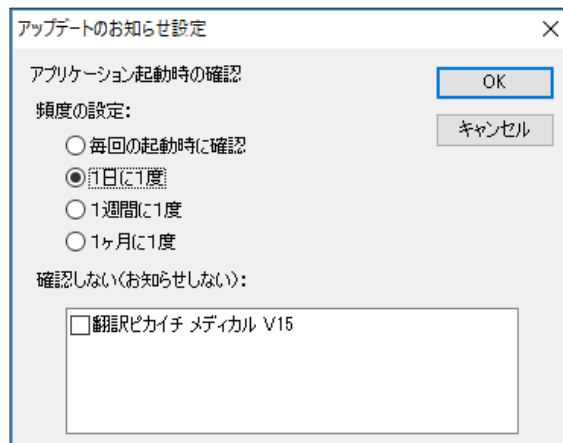 アップデートのお知らせ設定
アプリケーション起動時の確認
OK
頻度の設定:
キャンセル
毎回の起動時に確認
1日に1度
1週間に1度
1ヶ月に1度
確認しない(お知らせしない):
翻訳ピカイチ メディカル V15